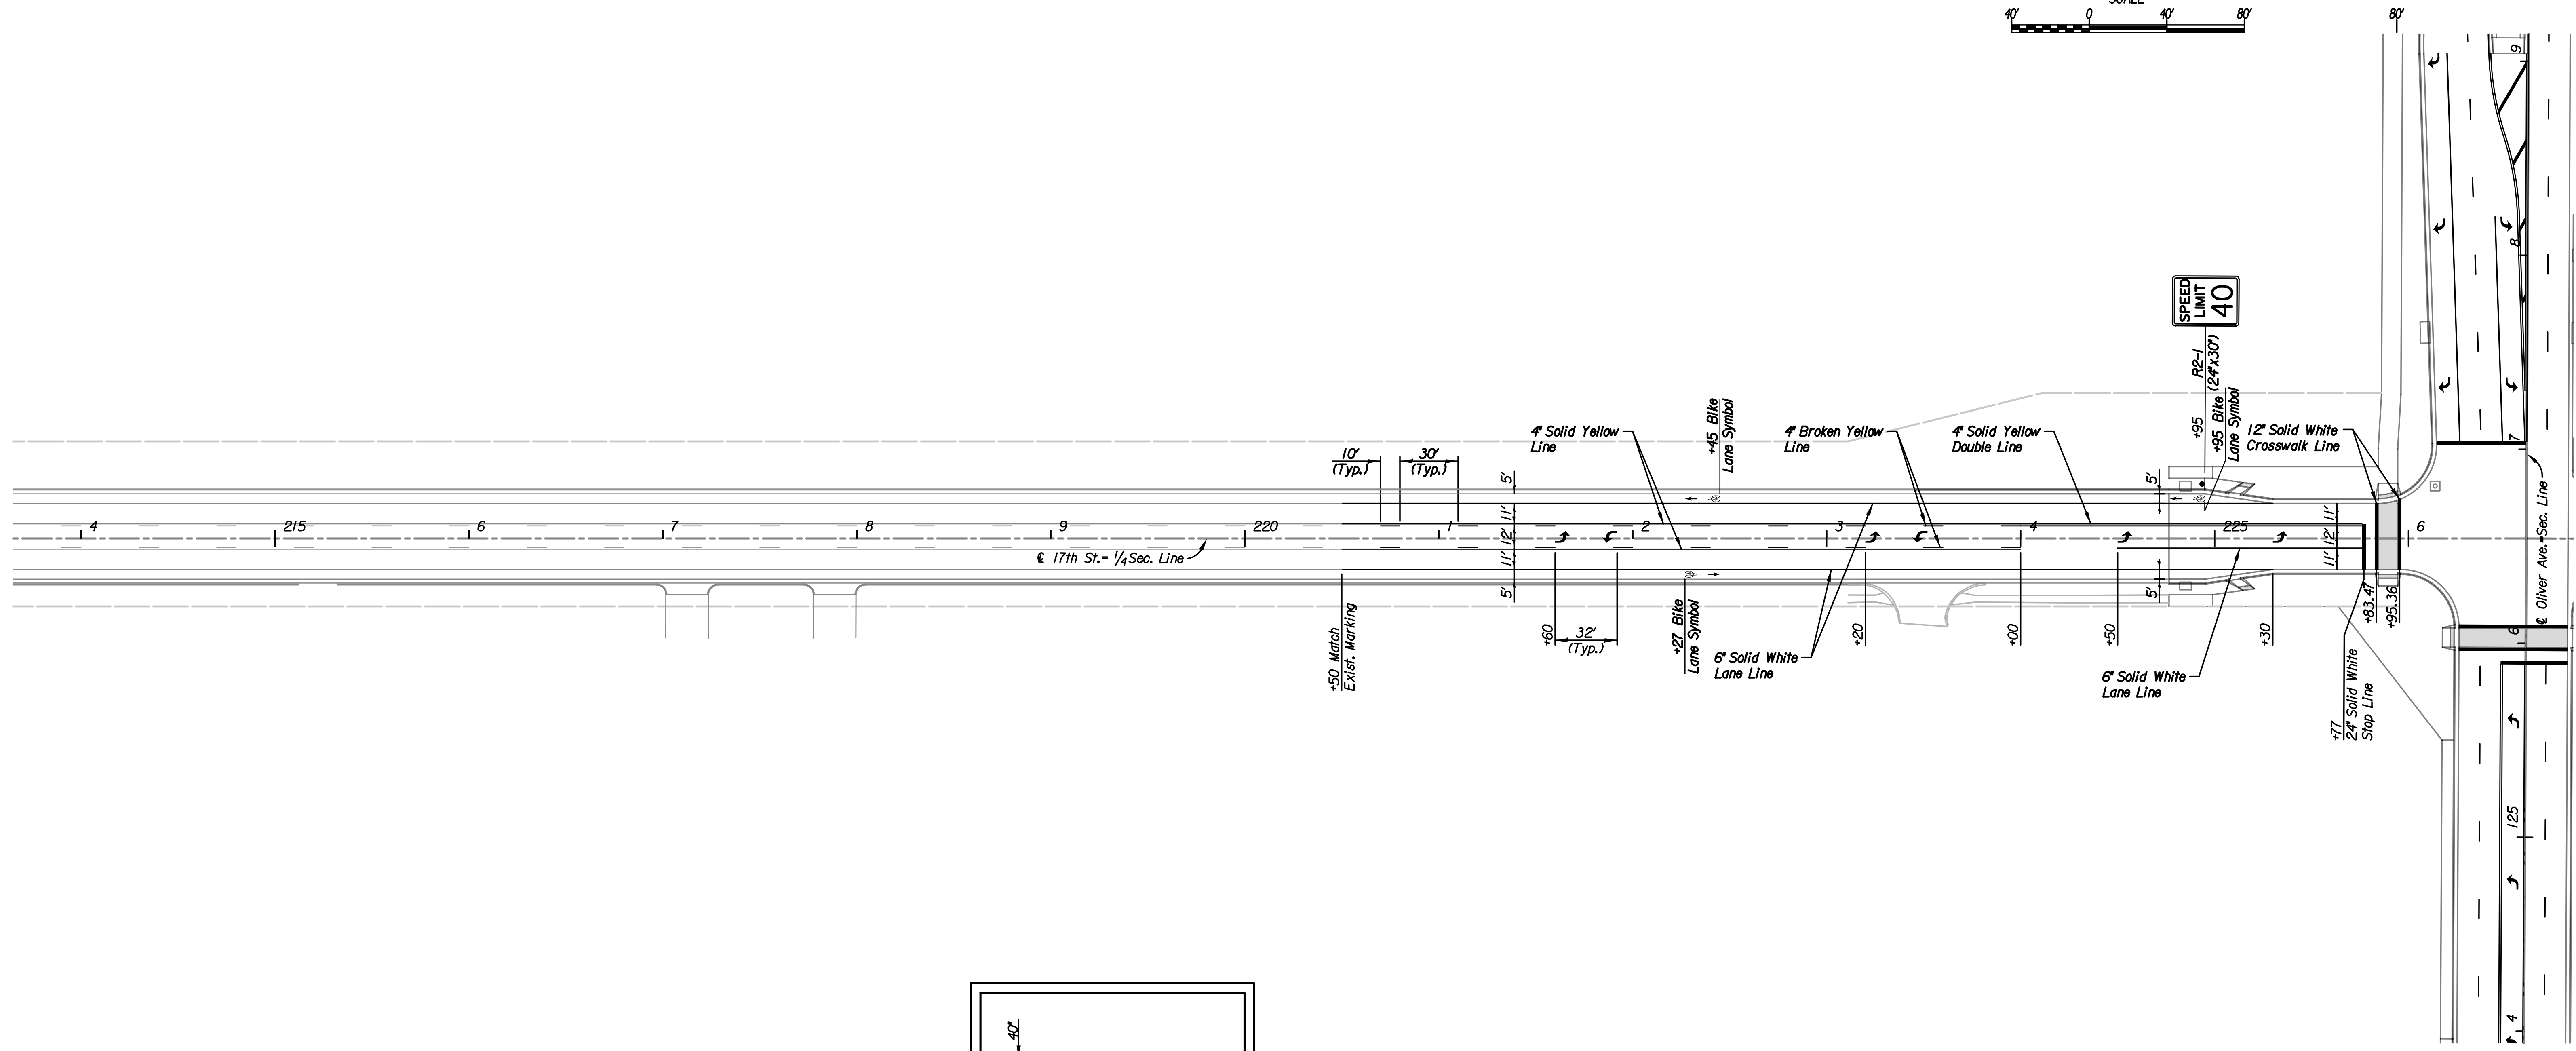 SCALE
40' 0 40' 80'
80'
9
8
7
SPEED
LIMIT
40
R2-1
(24"x30")
+95
+95 Bike
Lane Symbol
+45 Bike
Lane Symbol
4" Solid Yellow
Line
4" Broken Yellow
Line
4" Solid Yellow
Double Line
12" Solid White
Crosswalk Line
10'
(Typ.)
30'
(Typ.)
5'
11'
12'
11'
5'
5'
5'
11'
12'
11'
4 215 6 7 8 9 220 1 2 3 4 225 6
℄ 17th St.= 1/4 Sec. Line
℄ Oliver Ave.=Sec. Line
+50 Match
Exist. Marking
+60
32'
(Typ.)
+27 Bike
Lane Symbol
6" Solid White
Lane Line
+20
+00
+50
6" Solid White
Lane Line
+30
+77
24" Solid White
Stop Line
+83.47
+95.36
6
125
4
40"